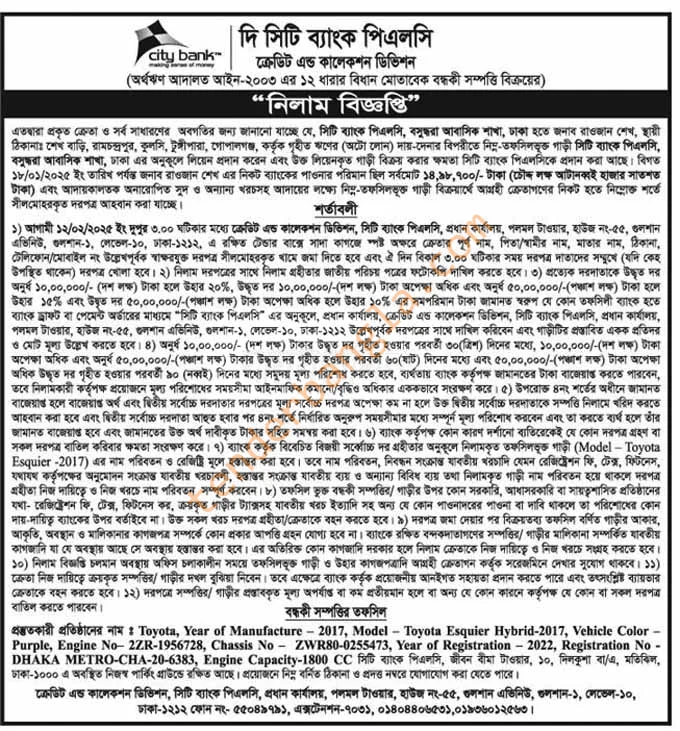 city bank
making sense of money
দি সিটি ব্যাংক পিএলসি
ক্রেডিট এন্ড কালেকশন ডিভিশন
(অর্থঋণ আদালত আইন-২০০৩ এর ১২ ধারার বিধান মোতাবেক বন্ধকী সম্পত্তি বিক্রয়ের)
“নিলাম বিজ্ঞপ্তি”
এতদ্বারা প্রকৃত ক্রেতা ও সর্ব সাধারণের অবগতির জন্য জানানো যাচ্ছে যে, সিটি ব্যাংক পিএলসি, বসুন্ধরা আবাসিক শাখা, ঢাকা হতে জনাব রাওজান শেখ, স্থায়ী
ঠিকানাঃ শেখ বাড়ি, রামচন্দ্রপুর, কুলসি, টুঙ্গীপারা, গোপালগঞ্জ, কর্তৃক গৃহীত ঋণের (অটো লোন) দায়-দেনার বিপরীতে নিম্ন-তফসিলভূক্ত গাড়ী সিটি ব্যাংক পিএলসি,
বসুন্ধরা আবাসিক শাখা, ঢাকা এর অনুকূলে লিয়েন প্রদান করেন এবং উক্ত লিয়েনকৃত গাড়ী বিক্রয় করার ক্ষমতা সিটি ব্যাংক পিএলসিকে প্রদান করা আছে। বিগত
১৮/০১/২০২৫ ইং তারিখ পর্যন্ত জনাব রাওজান শেখ এর নিকট ব্যাংকের পাওনার পরিমান ছিল সর্বমোট ১৪,৯৮,৭০০/- টাকা (চৌদ্দ লক্ষ আটানব্বই হাজার সাতশত
টাকা) এবং আদায়কালতক অনারোপিত সুদ ও অন্যান্য খরচসহ আদায়ের লক্ষ্যে নিম্ন-তফসিলভূক্ত গাড়ী বিক্রয়ার্থে আগ্রহী ক্রেতাগণের নিকট হতে নিম্নোক্ত শর্তে
সীলমোহরকৃত দরপত্র আহবান করা যাচ্ছে।
শর্তাবলী
১) আগামী ১২/০২/২০২৫ ইং দুপুর ৩.০০ ঘটিকার মধ্যে ক্রেডিট এন্ড কালেকশন ডিভিশন, সিটি ব্যাংক পিএলসি, প্রধান কার্যালয়, পলমল টাওয়ার, হাউজ নং-৫৫, গুলশান
এভিনিউ, গুলশান-১, লেভেল-১০, ঢাকা-১২১২, এ রক্ষিত টেন্ডার বাক্সে সাদা কাগজে স্পষ্ট অক্ষরে ক্রেতার পূর্ণ নাম, পিতা/স্বামীর নাম, মাতার নাম, ঠিকানা,
টেলিফোন/মোবাইল নং উল্লেখপূর্বক স্বাক্ষরযুক্ত দরপত্র সীলমোহরকৃত খামে জমা দিতে হবে এবং ঐ দিন বিকাল ৩.৩০ ঘটিকার সময় দরপত্র দাতাদের সম্মুখে (যদি কেহ
উপস্থিত থাকেন) দরপত্র খোলা হবে। ২) নিলাম দরপত্রের সাথে নিলাম গ্রহীতার জাতীয় পরিচয় পত্রের ফটোকপি দাখিল করতে হবে। ৩) প্রত্যেক দরদাতাকে উদ্ধৃত দর
অনুর্ধ ১০,০০,০০০/-(দশ লক্ষ) টাকা হলে উহার ২০%, উদ্ধৃত দর ১০,০০,০০০/-(দশ লক্ষ) টাকা অপেক্ষা অধিক এবং অনুর্ধ ৫০,০০,০০০/-(পঞ্চাশ লক্ষ) টাকা হলে
উহার ১৫% এবং উদ্ধৃত দর ৫০,০০,০০০/-(পঞ্চাশ লক্ষ) টাকা অপেক্ষা অধিক হলে উহার ১০% এর সমপরিমান টাকা জামানত স্বরুপ যে কোন তফসিলী ব্যাংক হতে
ব্যাংক ড্রাফট বা পেমেন্ট অর্ডারের মাধ্যমে “সিটি ব্যাংক পিএলসি” এর অনুকূলে, প্রধান কার্যালয়, ক্রেডিট এন্ড কালেকশন ডিভিশন, সিটি ব্যাংক পিএলসি, প্রধান কার্যালয়,
পলমল টাওয়ার, হাউজ নং-৫৫, গুলশান এভিনিউ, গুলশান-১, লেভেল-১০, ঢাকা-১২১২ উল্লেখপূর্বক দরপত্রের সাথে দাখিল করিবেন এবং গাড়ীটির প্রস্তাবিত একক প্রতিদর
ও মোট মূল্য উল্লেখ করতে হবে। ৪) অনুর্ধ ১০,০০,০০০/- (দশ লক্ষ) টাকার উদ্ধৃত দর গৃহীত হওয়ার পরবর্তী ৩০(ত্রিশ) দিনের মধ্যে, ১০,০০,০০০/-(দশ লক্ষ) টাকা
অপেক্ষা অধিক এবং অনুর্ধ ৫০,০০,০০০/-(পঞ্চাশ লক্ষ) টাকার উদ্ধৃত দর গৃহীত হওয়ার পরবর্তী ৬০(ষাট) দিনের মধ্যে এবং ৫০,০০,০০০/-(পঞ্চাশ লক্ষ) টাকা অপেক্ষা
অধিক উদ্ধৃত দর গৃহীত হওয়ার পরবর্তী ৯০ (নব্বই) দিনের মধ্যে সমুদয় মূল্য পরিশোধ করতে হবে, ব্যর্থতায় ব্যাংক কর্তৃপক্ষ জামানতের টাকা বাজেয়াপ্ত করতে পারবেন,
তবে নিলামকারী কর্তৃপক্ষ প্রয়োজনে মূল্য পরিশোধের সময়সীমা আইনমাফিক কমানো/বৃদ্ধিও অধিকার এককভাবে সংরক্ষণ করে। ৫) উপরোক্ত ৪নং শর্তের অধীনে জামানত
বাজেয়াপ্ত হলে বাজেয়াপ্ত অর্থ এবং দ্বিতীয় সর্বোচ্চ দরদাতার দরপত্রের মূল্য সর্বোচ্চ দরপত্র অপেক্ষা কম না হলে উক্ত দ্বিতীয় সর্বোচ্চ দরদাতাকে সম্পত্তি নিলামে খরিদ করতে
আহবান করা হবে এবং দ্বিতীয় সর্বোচ্চ দরদাতা আহুত হবার পর ৪নং শর্তে নির্ধারিত অনুরুপ সময়সীমার মধ্যে সম্পূর্ন মূল্য পরিশোধ করবেন এবং তা করতে ব্যর্থ হলে তাঁর
জামানত বাজেয়াপ্ত হবে এবং জামানতের উক্ত অর্থ দাবীকৃত টাকার সহিত সমন্বয় করা হবে। ৬) ব্যাংক কর্তৃপক্ষ কোন কারণ দর্শানো ব্যতিরেকেই যে কোন দরপত্র গ্রহণ বা
সকল দরপত্র বাতিল করিবার ক্ষমতা সংরক্ষণ করে। ৭) ব্যাংক কর্তৃক বিবেচিত বিজয়ী সর্বোচ্চ দর গ্রহীতার অনুকূলে নিলামকৃত তফসিলভূক্ত গাড়ী (Model – Toyota
Esquier -2017) এর নাম পরিবতন ও রেজিষ্ট্রি মূলে হস্তান্তর করা হবে। তবে নাম পরিবতন, নিবন্ধন সংক্রান্ত যাবতীয় খরচাদি যেমন রেজিষ্ট্রেশন ফি, টেক্স, ফিটনেস,
যথাযথ কর্তৃপক্ষের অনুমোদন সংক্রান্ত যাবতীয় খরচাদি, হস্তান্তর সংক্রান্ত যাবতীয় ব্যয় ও অন্যান্য বিবিধ ব্যয় তথা নিলামকৃত গাড়ী নাম পরিবর্তন হয়ে থাকলে দরপত্র
গ্রহীতা নিজ দায়িত্বে ও নিজ খরচে নাম পরিবর্তন সম্পূর্ণ করবেন। ৮) তফসিল ভূক্ত বন্ধকী সম্পত্তি/ গাড়ীর উপর কোন সরকারি, আধাসরকারি বা সায়ত্বশাসিত প্রতিষ্ঠানের
যথা- রেজিষ্ট্রেশন ফি, টেক্স, ফিটনেস কর, ক্রয়কৃত গাড়ীর ট্যাক্সসহ যাবতীয় খরচ ইত্যাদি সহ অন্য যে কোন পাওনাদারের পাওনা বা দাবি থাকলে তা পরিশোধের কোন
দায়-দায়িত্ব ব্যাংকের উপর বর্তাইবে না। উক্ত সকল খরচ দরপত্র গ্রহীতা/ক্রেতাকে বহন করতে হবে। ৯) দরপত্র জমা দেয়ার পর বিক্রয়তব্য তফসিল বর্ণিত গাড়ীর আকার,
আকৃতি, অবস্থান ও মালিকানার কাগজপত্র সম্পর্কে কোন প্রকার আপত্তি গ্রহন যোগ্য হবে না। ব্যাংকে রক্ষিত বন্দকদাতাগনের সম্পত্তির/ গাড়ীর মালিকানা সম্পর্কিত যাবতীয়
কাগজাদি যা যে অবস্থায় আছে সে অবস্থায় হস্তান্তর করা হবে। এর অতিরিক্ত কোন কাগজাদি দরকার হলে নিলাম ক্রেতাকে নিজ দায়িত্বে ও নিজ খরচে সংগ্রহ করতে হবে।
১০) নিলাম বিজ্ঞপ্তি চলমান অবস্থায় অফিস চলাকালীন সময়ে তফসিলভূক্ত গাড়ী ও উহার কাগজপত্রাদি আগ্রহী ক্রেতাগন কর্তৃক সরেজমিনে দেখার সুযোগ থাকবে। ১১)
ক্রেতা নিজ দায়িত্বে ক্রয়কৃত সম্পত্তির/ গাড়ীর দখল বুঝিয়া নিবেন। তবে এক্ষেত্রে ব্যাংক কর্তৃক প্রয়োজনীয় আনইগত সহায়তা প্রদান করতে পারে এবং তৎসংশ্লিষ্ট ব্যায়ভার
ক্রেতাকে বহন করতে হবে। ১২) দরপত্রে সম্পত্তির/ গাড়ীর প্রস্তাবকৃত মূল্য অপর্যাপ্ত বা কম প্রতীয়মান হলে বা অন্য যে কোন কারনে কর্তৃপক্ষ যে কোন বা সকল দরপত্র
বাতিল করতে পারবেন।
বন্ধকী সম্পত্তির তফসিল
প্রস্তুতকারী প্রতিষ্ঠানের নাম : Toyota, Year of Manufacture – 2017, Model – Toyota Esquier Hybrid-2017, Vehicle Color –
Purple, Engine No– 2ZR-1956728, Chassis No – ZWR80-0255473, Year of Registration – 2022, Registration No -
DHAKA METRO-CHA-20-6383, Engine Capacity-1800 CC সিটি ব্যাংক পিএলসি, জীবন বীমা টাওয়ার, ১০, দিলকুশা বা/এ, মতিঝিল,
ঢাকা-১০০০ এ অবস্থিত নিজস্ব পার্কিং গ্রাউন্ডে রক্ষিত আছে। প্রয়োজনে নিম্ন বর্নিত ঠিকানা ও প্রদত্ত নম্বরে যোগাযোগ করা যেতে পারে।
ক্রেডিট এন্ড কালেকশন ডিভিশন, সিটি ব্যাংক পিএলসি, প্রধান কার্যালয়, পলমল টাওয়ার, হাউজ নং-৫৫, গুলশান এভিনিউ, গুলশান-১, লেভেল-১০,
ঢাকা-১২১২ ফোন নং- ৫৫০৪৯৭৯১, এক্সটেনশন-৭০৩১, ০১৪০৪৪০৬৫৩১,০১৯৩৬০১২৫৬৩।